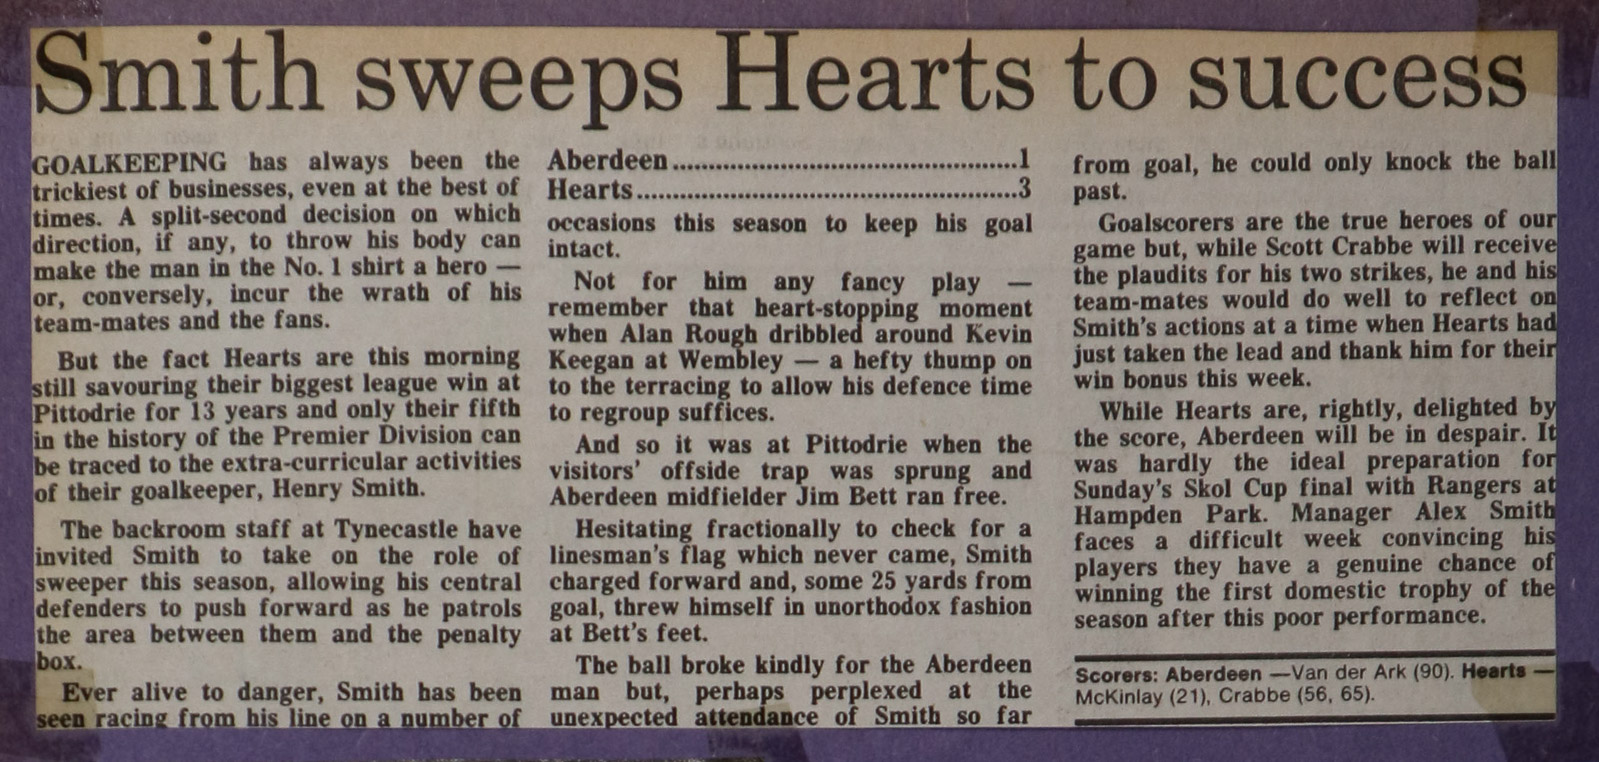 Smith sweeps Hearts to success
GOALKEEPING has always been the
trickiest of businesses, even at the best of
times. A split-second decision on which
direction, if any, to throw his body can
make the man in the No. 1 shirt a hero —
or, conversely, incur the wrath of his
team-mates and the fans.
But the fact Hearts are this morning
still savouring their biggest league win at
Pittodrie for 13 years and only their fifth
in the history of the Premier Division can
be traced to the extra-curricular activities
of their goalkeeper, Henry Smith.
The backroom staff at Tynecastle have
invited Smith to take on the role of
sweeper this season, allowing his central
defenders to push forward as he patrols
the area between them and the penalty
box.
Ever alive to danger, Smith has been
seen racing from his line on a number of
Aberdeen.......................................1
Hearts...........................................3
occasions this season to keep his goal
intact.
Not for him any fancy play —
remember that heart-stopping moment
when Alan Rough dribbled around Kevin
Keegan at Wembley — a hefty thump on
to the terracing to allow his defence time
to regroup suffices.
And so it was at Pittodrie when the
visitors' offside trap was sprung and
Aberdeen midfielder Jim Bett ran free.
Hesitating fractionally to check for a
linesman's flag which never came, Smith
charged forward and, some 25 yards from
goal, threw himself in unorthodox fashion
at Bett's feet.
The ball broke kindly for the Aberdeen
man but, perhaps perplexed at the
unexpected attendance of Smith so far
from goal, he could only knock the ball
past.
Goalscorers are the true heroes of our
game but, while Scott Crabbe will receive
the plaudits for his two strikes, he and his
team-mates would do well to reflect on
Smith's actions at a time when Hearts had
just taken the lead and thank him for their
win bonus this week.
While Hearts are, rightly, delighted by
the score, Aberdeen will be in despair. It
was hardly the ideal preparation for
Sunday's Skol Cup final with Rangers at
Hampden Park. Manager Alex Smith
faces a difficult week convincing his
players they have a genuine chance of
winning the first domestic trophy of the
season after this poor performance.
Scorers: Aberdeen —Van der Ark (90). Hearts —
McKinlay (21), Crabbe (56, 65).